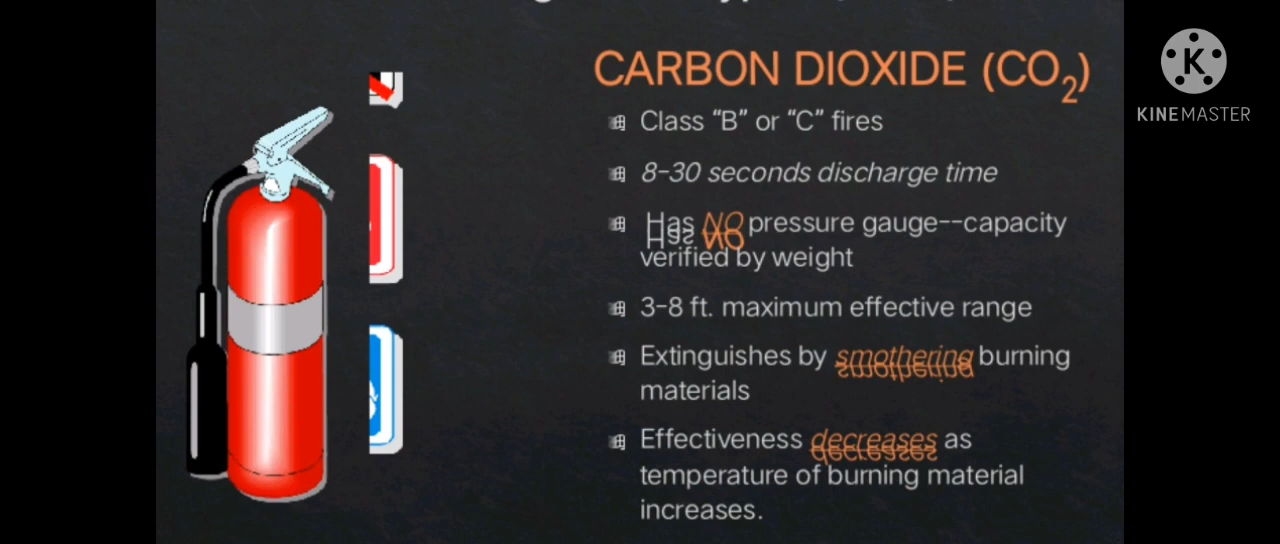 CARBON DIOXIDE (CO2)
Class “B” or “C” fires
8-30 seconds discharge time
Has NO pressure gauge--capacity
verified by weight
3-8 ft. maximum effective range
Extinguishes by smothering burning
materials
Effectiveness decreases as
temperature of burning material
increases.
K
KINEMASTER